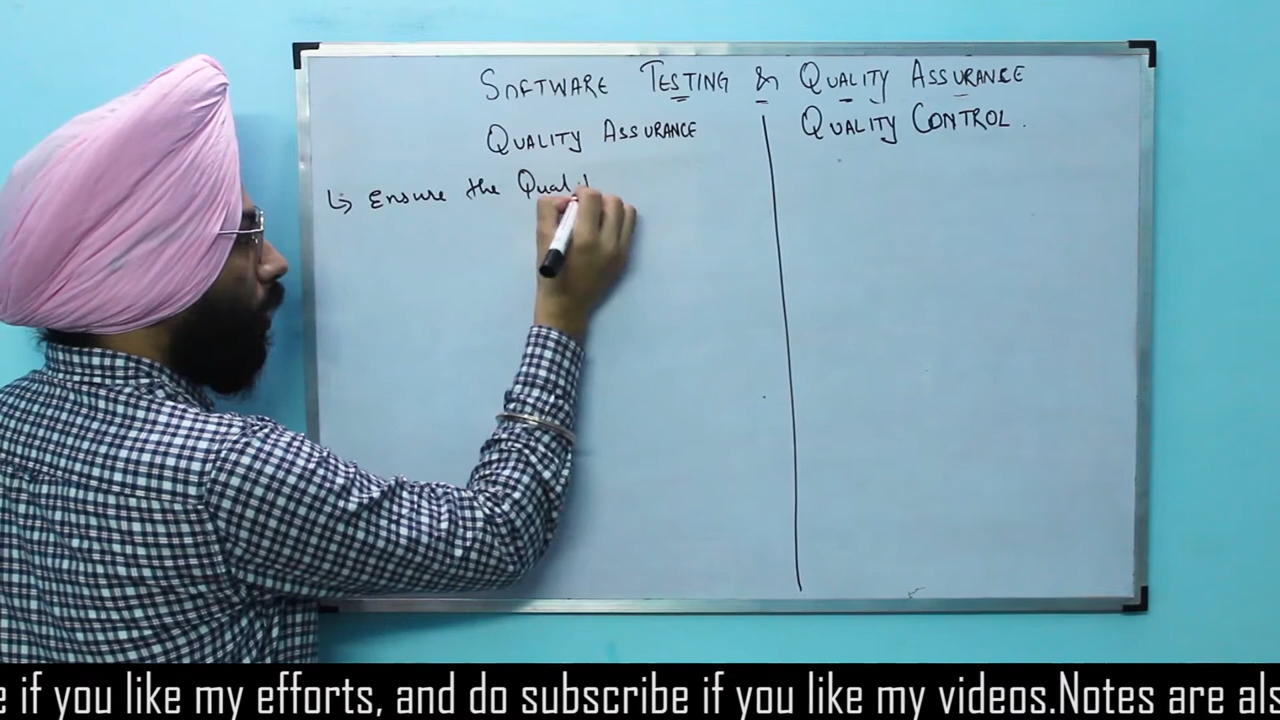 SOFTWARE TESTING & QUALITY ASSURANCE
QUALITY ASSURANCE
QUALITY CONTROL.
↳ Ensure the Quali
e if you like my efforts, and do subscribe if you like my videos.Notes are als